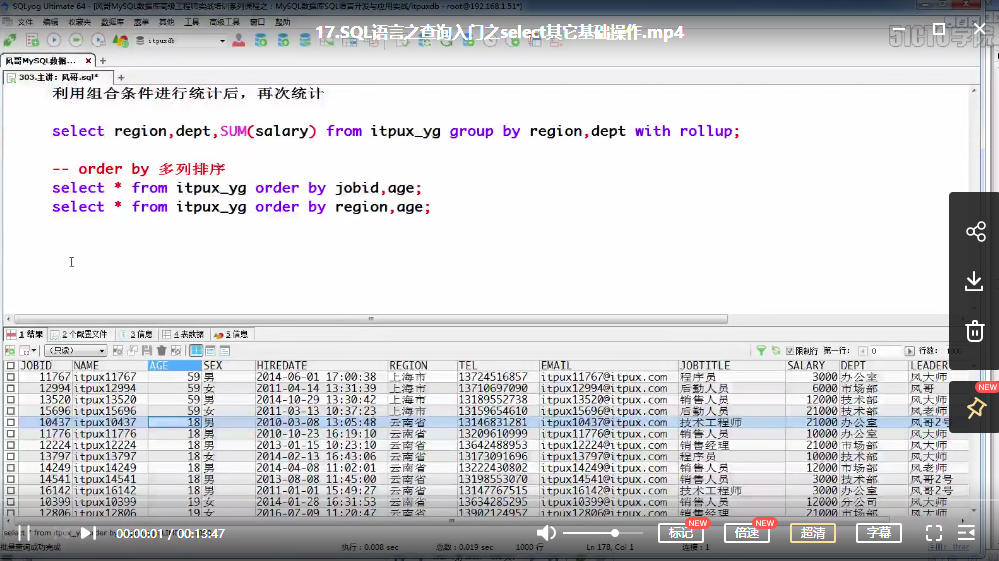 SQLyog Ultimate 64 - [风哥MySQL数据库高级工程师实战培训系列课程之：MySQL数据库SQL语言开发与应用实战/itpuxdb - root@192.168.1.51*]
文件 编辑 收藏夹 数据库 表单 其他 工具 高级工具 窗口 帮助
17.SQL语言之查询入门之select其它基础操作.mp4
51CTO学院
itpuxdb
风哥MySQL数据...
303.主讲：风哥.sql*
利用组合条件进行统计后，再次统计
select region,dept,SUM(salary) from itpux_yg group by region,dept with rollup;
-- order by 多列排序
select * from itpux_yg order by jobid,age;
select * from itpux_yg order by region,age;
1 结果 2 个配置文件 3 信息 4 表数据 5 信息
（只读） 限制行 第一行： 0 行数：
JOBID NAME AGE SEX HIREDATE REGION TEL EMAIL JOBTITLE SALARY DEPT LEADER
11767 itpux11767 59 男 2014-06-01 17:00:38 上海市 13724516857 itpux11767@itpux.com 程序员 3000 办公室 风大师
12994 itpux12994 59 女 2011-04-14 13:31:39 上海市 13710697090 itpux12994@itpux.com 后勤人员 6000 市场部 风哥
13520 itpux13520 59 男 2014-10-29 13:30:42 上海市 13189552738 itpux13520@itpux.com 销售人员 12000 技术部 风大师
15696 itpux15696 59 女 2011-03-13 10:37:23 上海市 13159654610 itpux15696@itpux.com 后勤人员 21000 技术部 风老师
10437 itpux10437 18 男 2010-03-08 13:05:48 云南省 13146831281 itpux10437@itpux.com 技术工程师 21000 办公室 风哥2号
11776 itpux11776 18 男 2010-10-23 16:19:10 云南省 13209610999 itpux11776@itpux.com 销售人员 12000 办公室 风大师
12224 itpux12224 18 男 2013-01-23 10:25:09 云南省 13642488953 itpux12224@itpux.com 销售经理 21000 市场部 风大师
13797 itpux13797 18 女 2014-02-13 16:43:06 云南省 13173091696 itpux13797@itpux.com 程序员 10000 技术部 风大师
14249 itpux14249 18 男 2014-04-08 11:02:01 云南省 13222430802 itpux14249@itpux.com 销售人员 12000 市场部 风老师
14541 itpux14541 18 男 2013-08-08 11:45:00 云南省 13198553070 itpux14541@itpux.com 销售人员 3000 技术部 风哥2号
16142 itpux16142 18 男 2011-01-01 15:49:27 云南省 13147767515 itpux16142@itpux.com 技术工程师 3000 办公室 风哥2号
10399 itpux10399 19 女 2014-01-28 16:31:53 云南省 13634285295 itpux10399@itpux.com 销售人员 3000 技术部 风大师
12806 itpux12806 19 女 2016-07-09 11:20:47 云南省 13902124957 itpux12806@itpux.com 销售经理 风哥2号
NEW
00:00:01 / 00:13:47 标记 NEW 倍速 NEW 超清 字幕
批量查询成功完成 执行：0.008 sec 总数：0.019 sec 1000 行 Ln 178, Col 1 连接：1